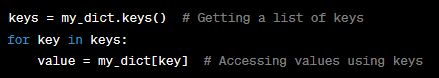 keys = my_dict.keys()  # Getting a list of keys
for key in keys:
    value = my_dict[key]  # Accessing values using keys